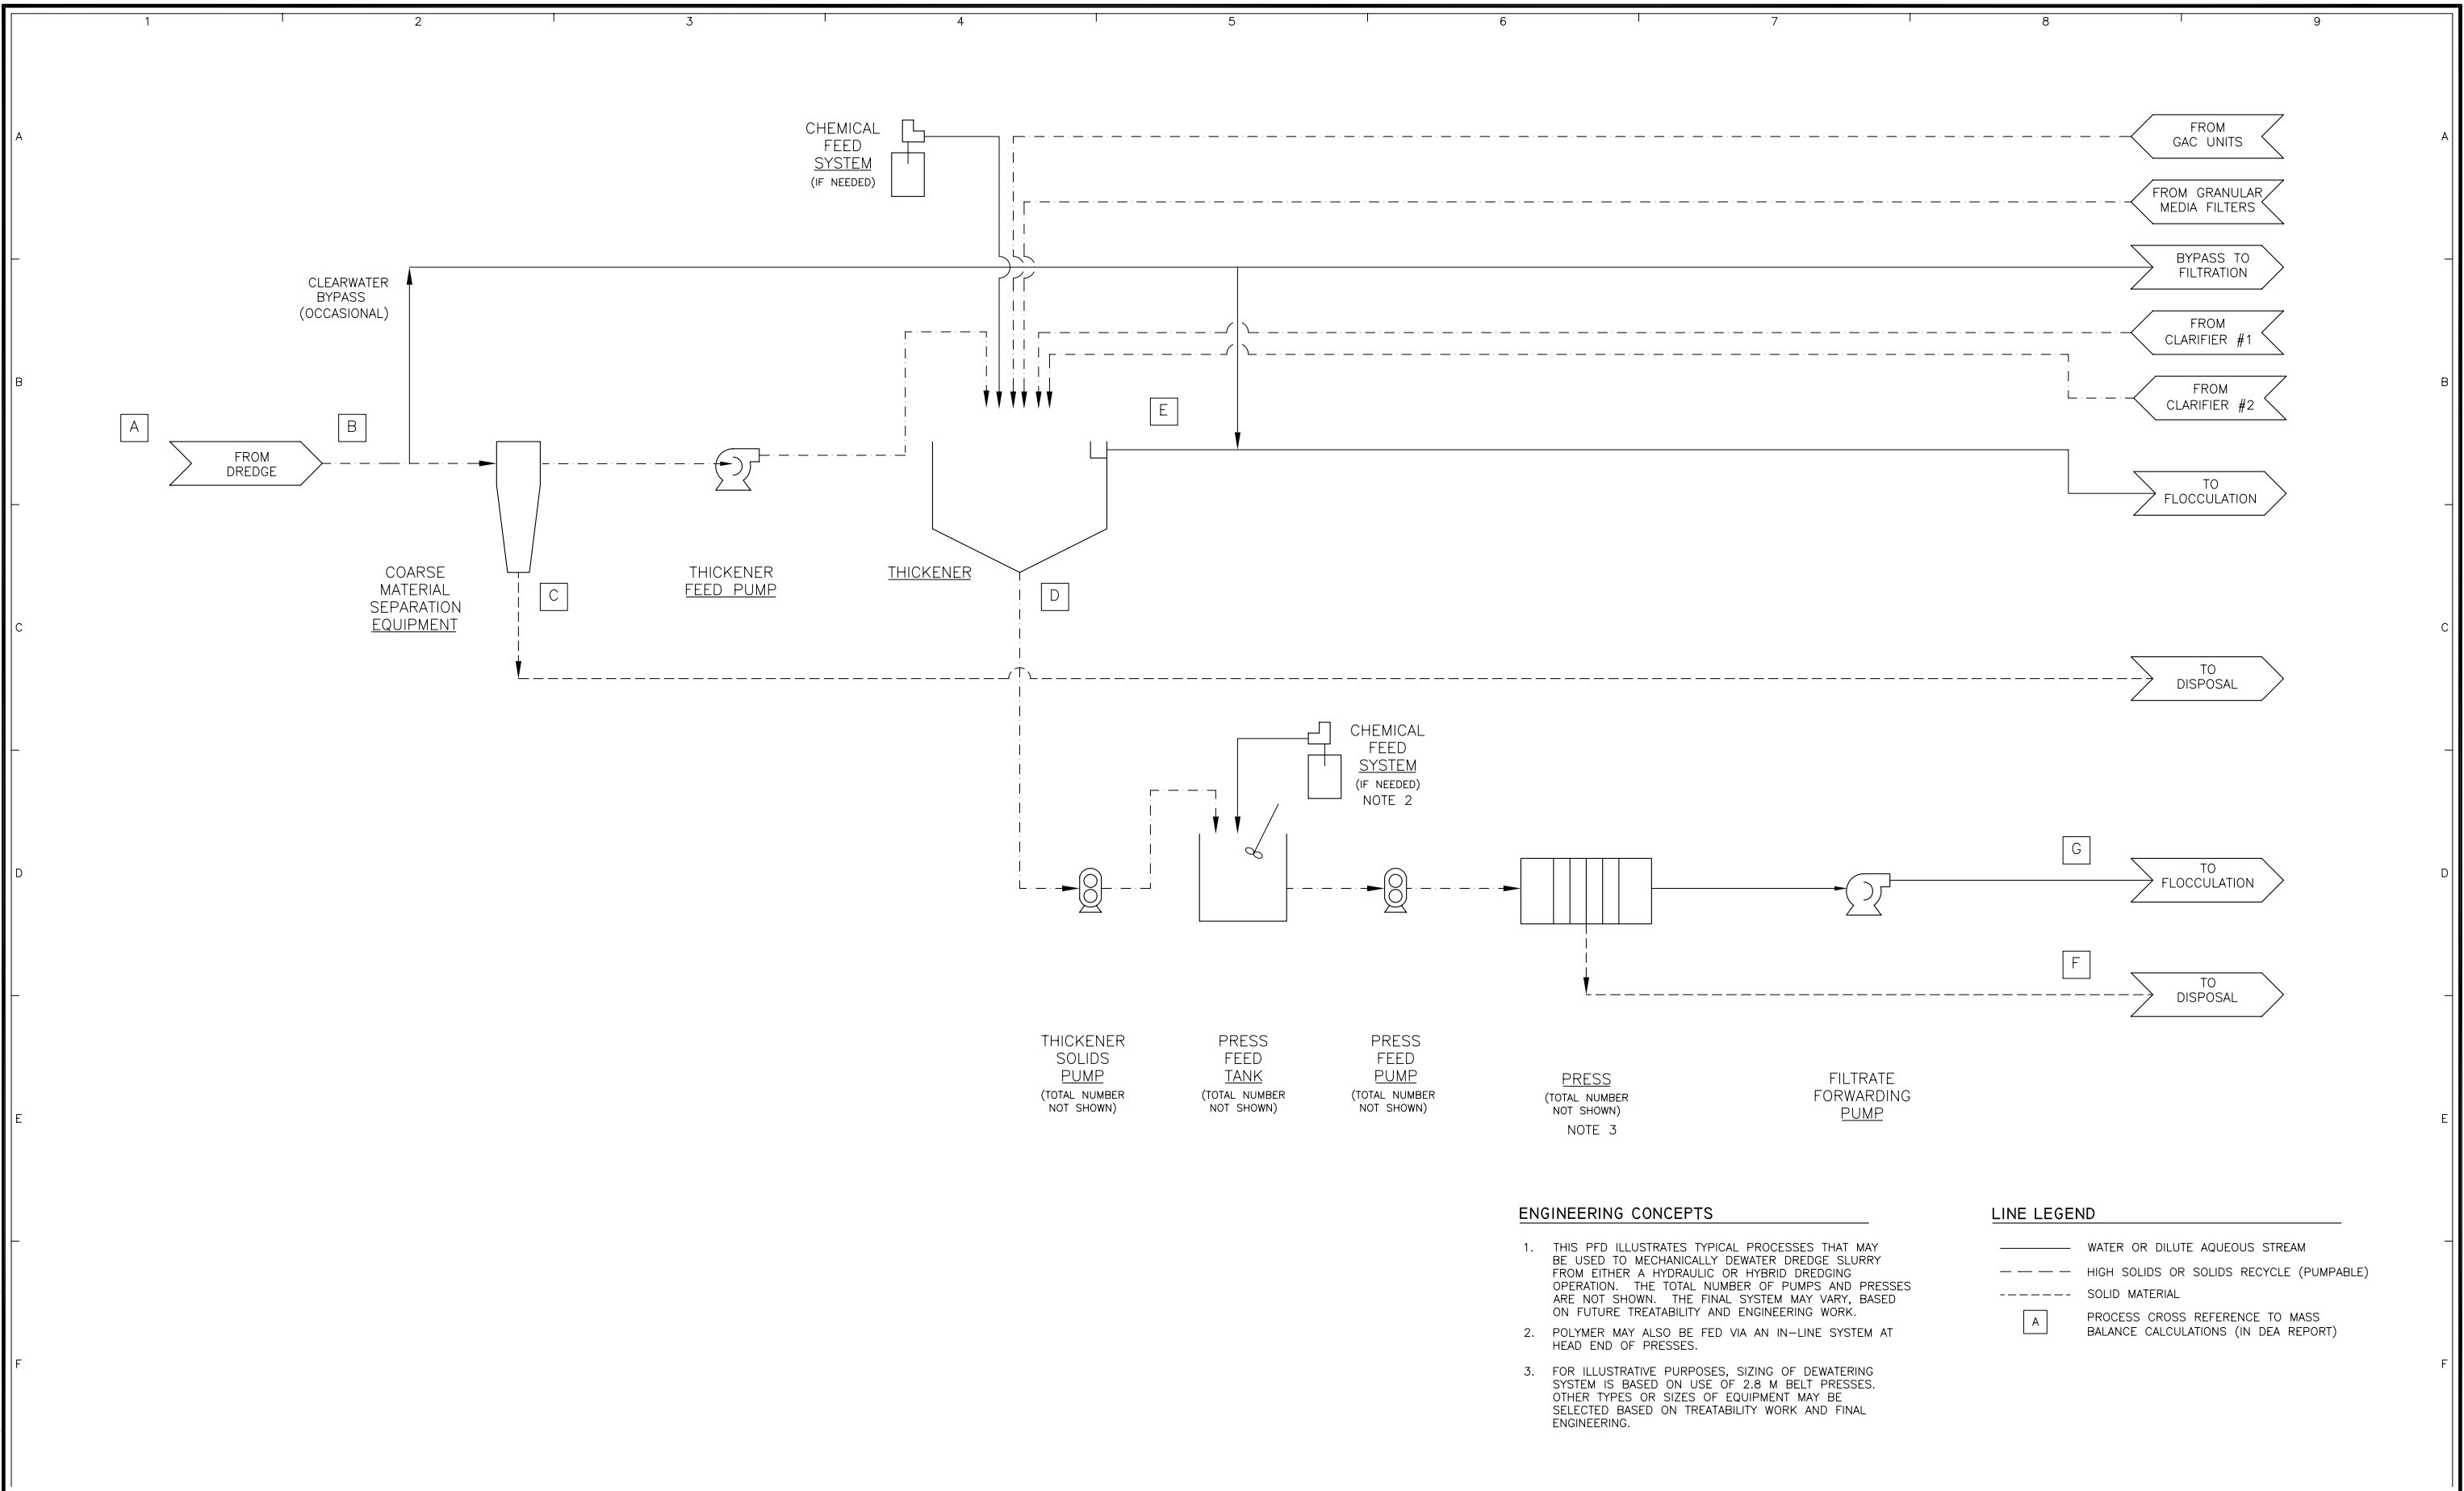 1 2 3 4 5 6 7 8 9
A
A
B
B
C
C
D
D
E
E
F
F
CHEMICAL
FEED
SYSTEM
(IF NEEDED)
FROM
GAC UNITS
FROM GRANULAR
MEDIA FILTERS
BYPASS TO
FILTRATION
CLEARWATER
BYPASS
(OCCASIONAL)
FROM
CLARIFIER #1
FROM
CLARIFIER #2
A
B
E
FROM
DREDGE
TO
FLOCCULATION
COARSE
MATERIAL
SEPARATION
EQUIPMENT
C
THICKENER
FEED PUMP
THICKENER
D
TO
DISPOSAL
CHEMICAL
FEED
SYSTEM
(IF NEEDED)
NOTE 2
G
TO
FLOCCULATION
F
TO
DISPOSAL
THICKENER
SOLIDS
PUMP
(TOTAL NUMBER
NOT SHOWN)
PRESS
FEED
TANK
(TOTAL NUMBER
NOT SHOWN)
PRESS
FEED
PUMP
(TOTAL NUMBER
NOT SHOWN)
PRESS
(TOTAL NUMBER
NOT SHOWN)
NOTE 3
FILTRATE
FORWARDING
PUMP
ENGINEERING CONCEPTS
1. THIS PFD ILLUSTRATES TYPICAL PROCESSES THAT MAY
BE USED TO MECHANICALLY DEWATER DREDGE SLURRY
FROM EITHER A HYDRAULIC OR HYBRID DREDGING
OPERATION. THE TOTAL NUMBER OF PUMPS AND PRESSES
ARE NOT SHOWN. THE FINAL SYSTEM MAY VARY, BASED
ON FUTURE TREATABILITY AND ENGINEERING WORK.
2. POLYMER MAY ALSO BE FED VIA AN IN-LINE SYSTEM AT
HEAD END OF PRESSES.
3. FOR ILLUSTRATIVE PURPOSES, SIZING OF DEWATERING
SYSTEM IS BASED ON USE OF 2.8 M BELT PRESSES.
OTHER TYPES OR SIZES OF EQUIPMENT MAY BE
SELECTED BASED ON TREATABILITY WORK AND FINAL
ENGINEERING.
LINE LEGEND
WATER OR DILUTE AQUEOUS STREAM
HIGH SOLIDS OR SOLIDS RECYCLE (PUMPABLE)
SOLID MATERIAL
A PROCESS CROSS REFERENCE TO MASS
BALANCE CALCULATIONS (IN DEA REPORT)